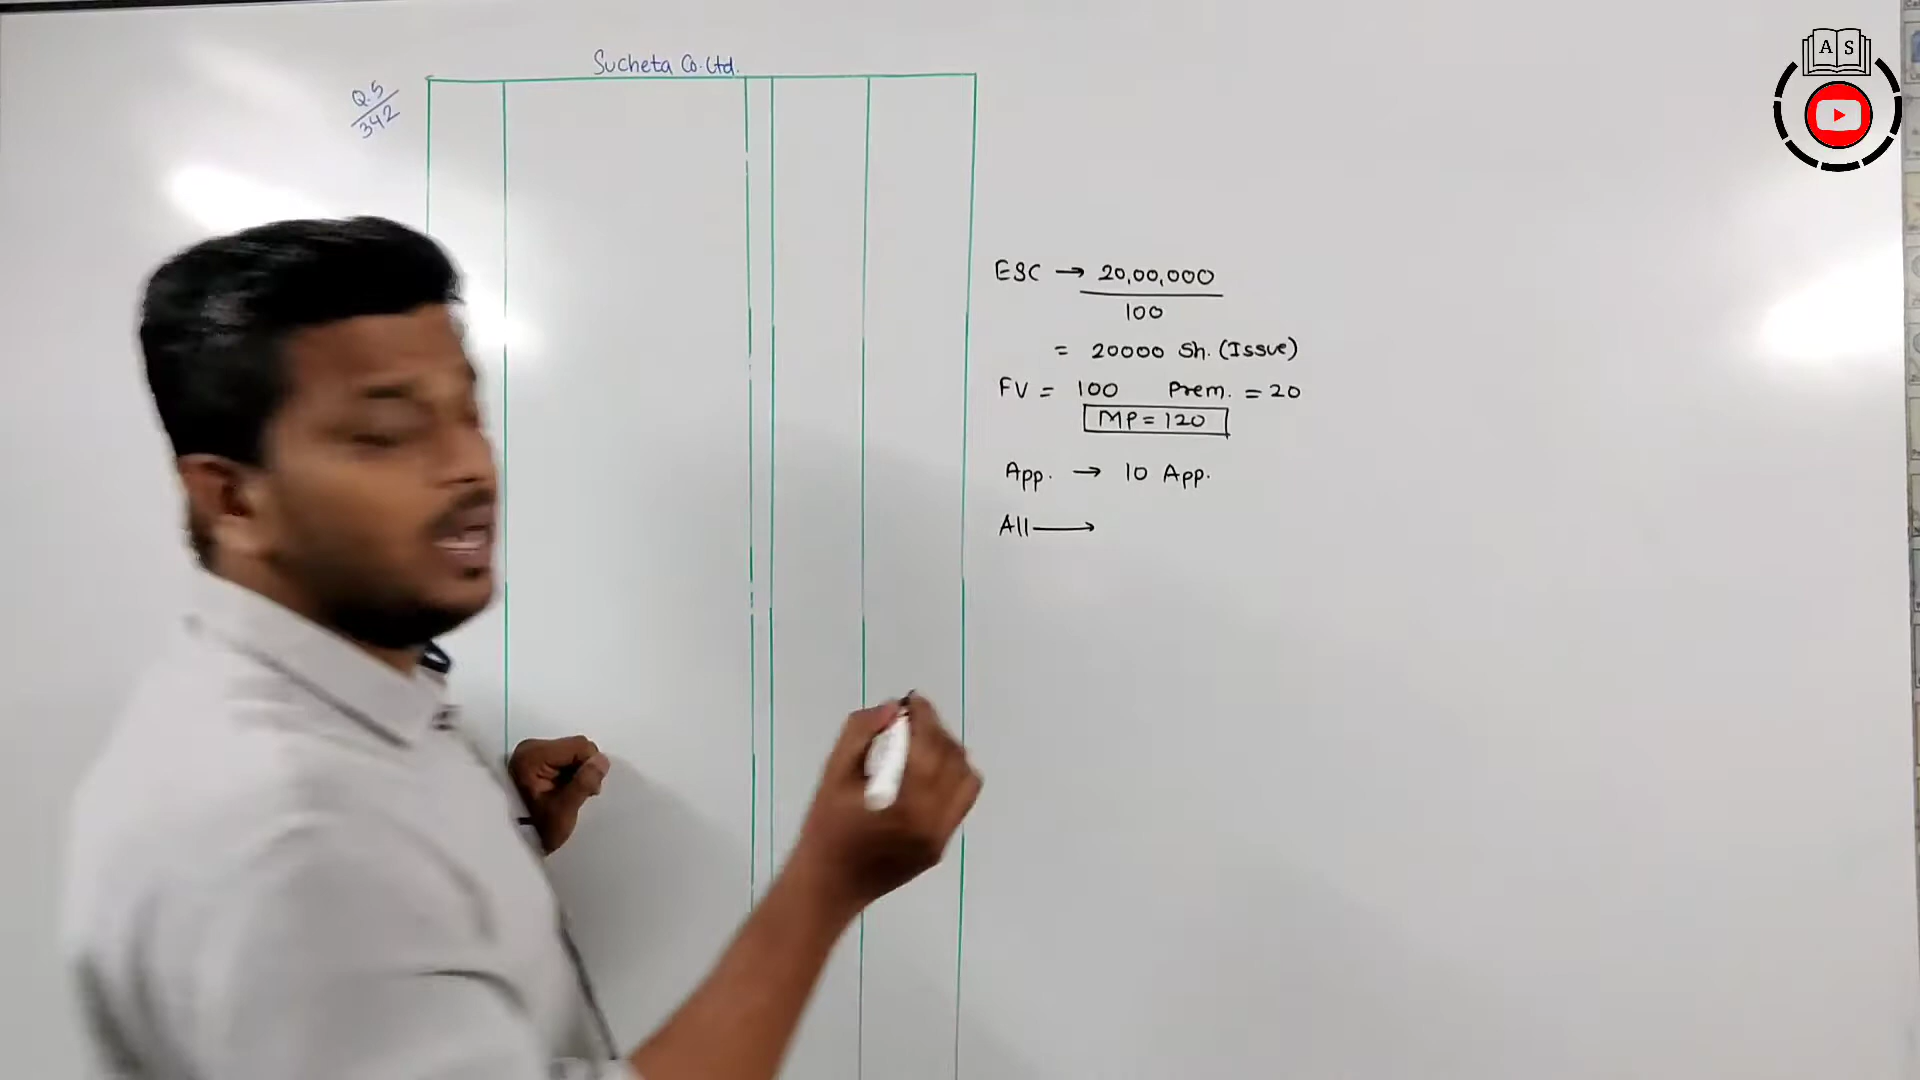 Sucheta Co. Ltd.
Q.5
342
ESC → 20,00,000
100
= 20000 Sh. (Issue)
FV = 100 Prem. = 20
MP = 120
App. → 10 App.
All →
A S